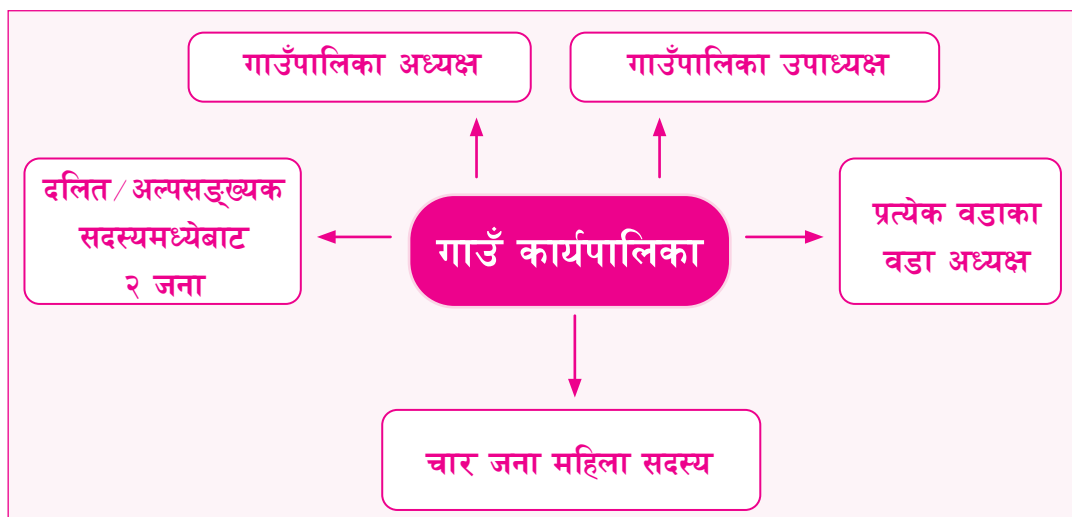 गाउँपालिका अध्यक्ष
गाउँपालिका उपाध्यक्ष
दलित/अल्पसङ्ख्यक
सदस्यमध्येबाट
२ जना
गाउँ कार्यपालिका
प्रत्येक वडाका
वडा अध्यक्ष
चार जना महिला सदस्य